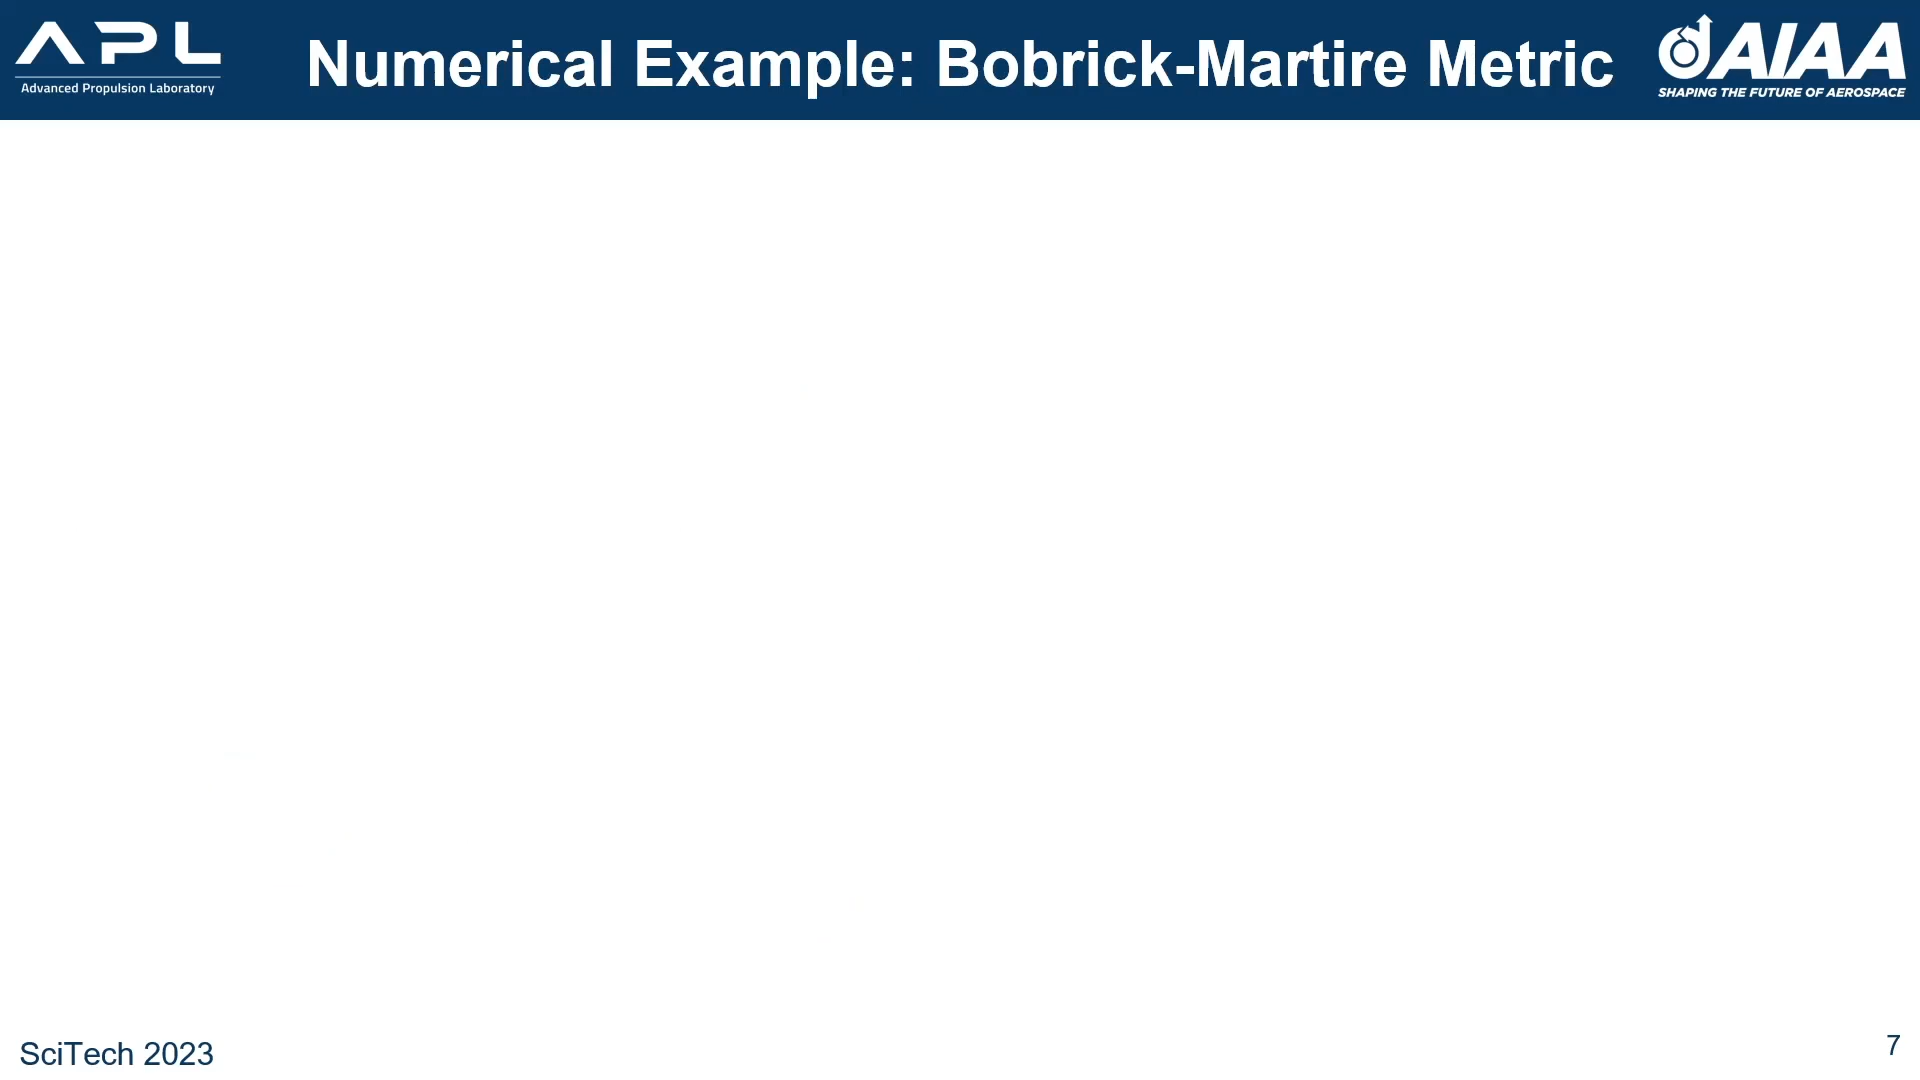 APL
Advanced Propulsion Laboratory
Numerical Example: Bobrick-Martire Metric
AIAA
SHAPING THE FUTURE OF AEROSPACE
SciTech 2023
7